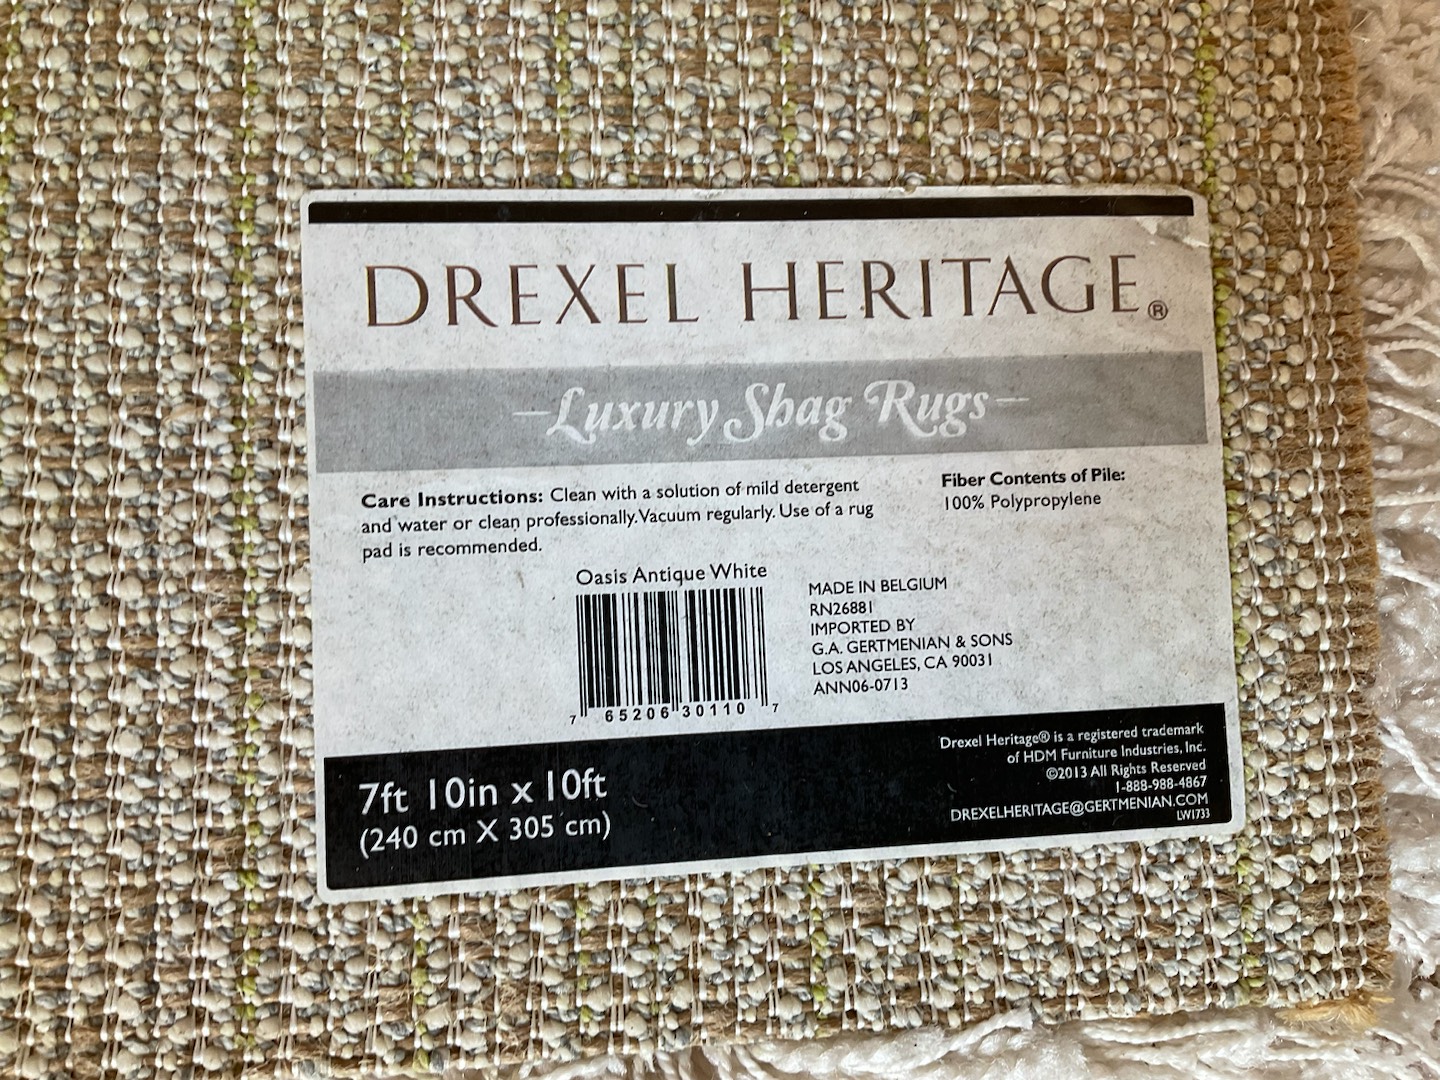 DREXEL HERITAGE®
–Luxury Shag Rugs–
Care Instructions: Clean with a solution of mild detergent
and water or clean professionally. Vacuum regularly. Use of a rug
pad is recommended.
Fiber Contents of Pile:
100% Polypropylene
Oasis Antique White
7 65206 30110 7
MADE IN BELGIUM
RN26881
IMPORTED BY
G.A. GERTMENIAN & SONS
LOS ANGELES, CA 90031
ANN06-0713
7ft 10in x 10ft
(240 cm X 305 cm)
Drexel Heritage® is a registered trademark
of HDM Furniture Industries, Inc.
©2013 All Rights Reserved
1-888-988-4867
DREXELHERITAGE@GERTMENIAN.COM
LW1733